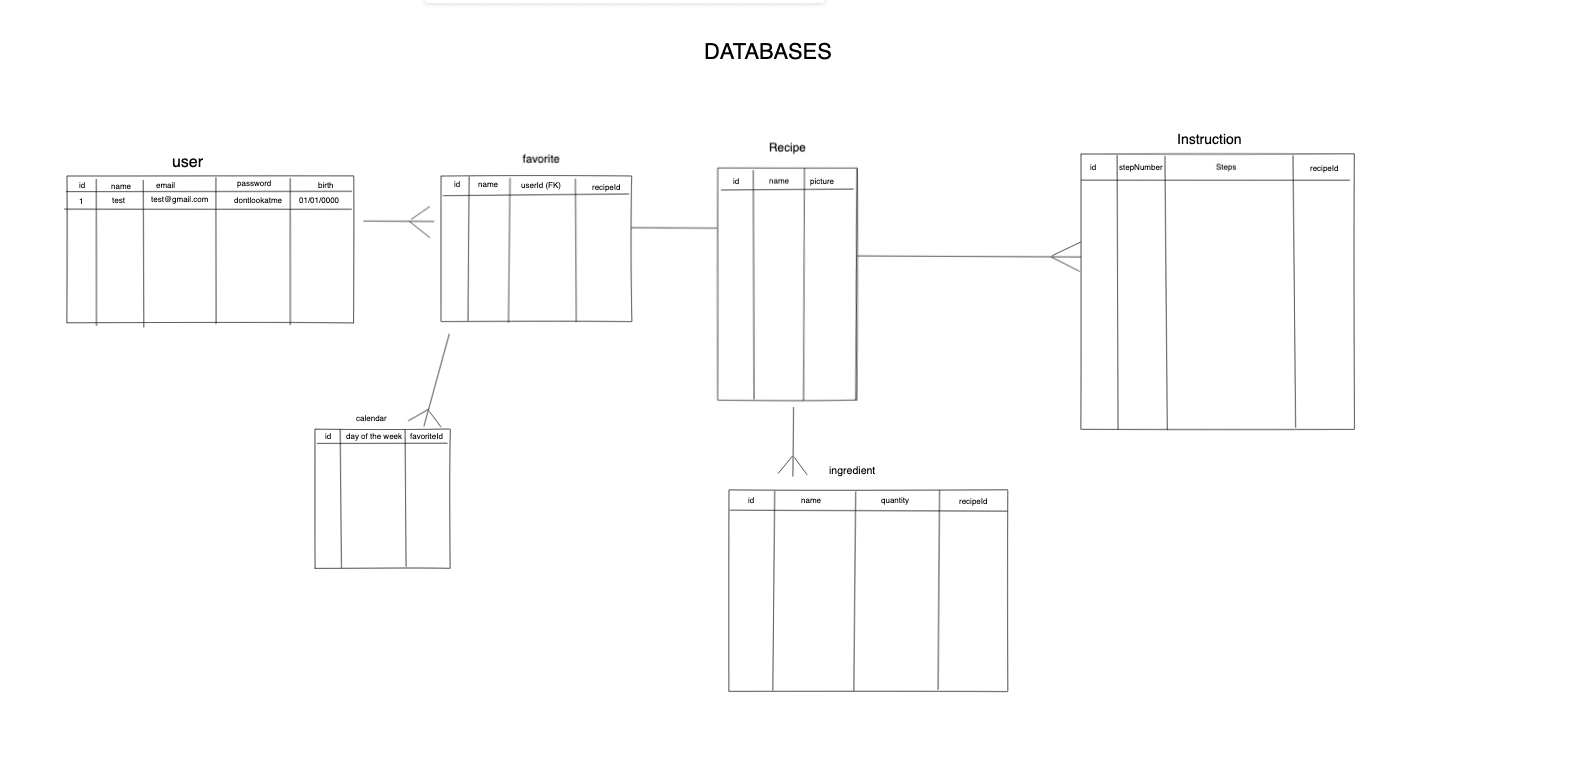 DATABASES
user
id name email password birth
1 test test@gmail.com dontlookatme 01/01/0000
favorite
id name userId (FK) recipeId
Recipe
id name picture
Instruction
id stepNumber Steps recipeId
calendar
id day of the week favoriteId
ingredient
id name quantity recipeId